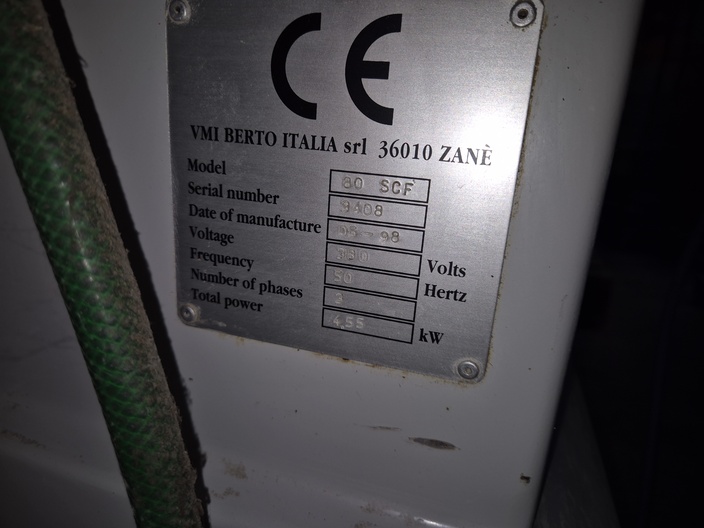 CE
VMI BERTO ITALIA srl 36010 ZANÈ
Model 80 SCF
Serial number 9408
Date of manufacture 05-98
Voltage Volts
Frequency 50 Hertz
Number of phases
Total power 4.55 kW